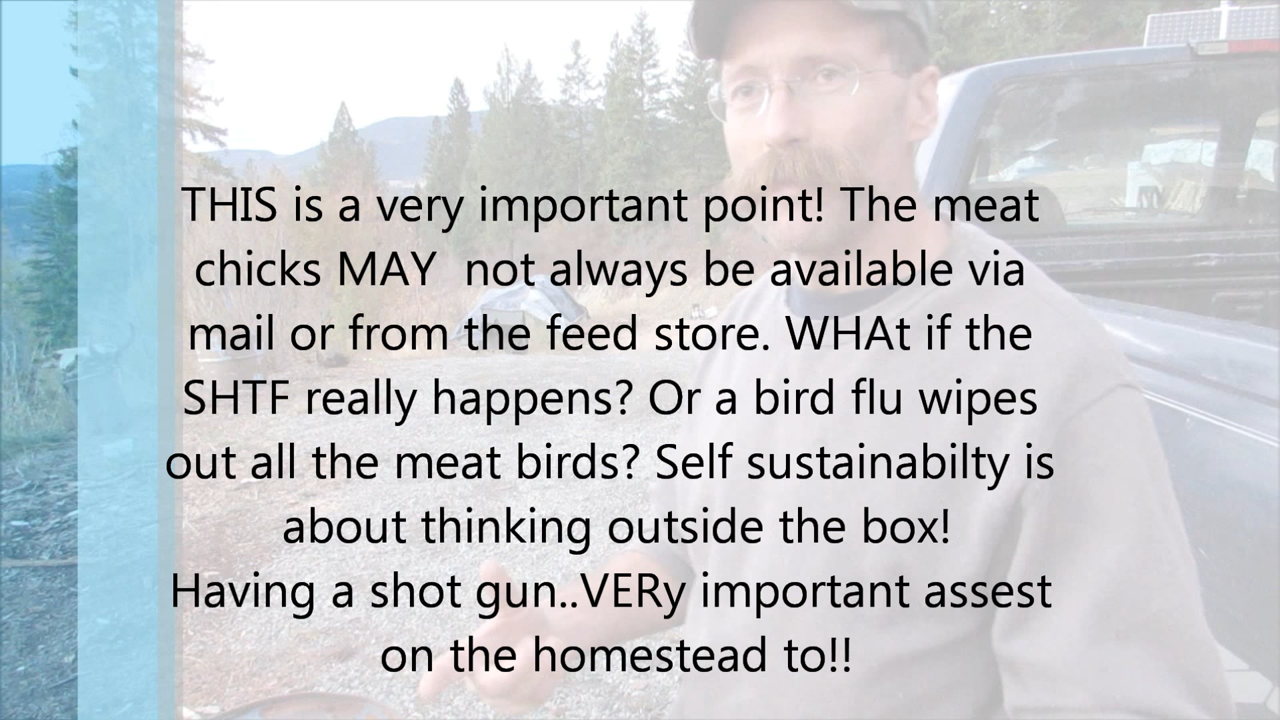 THIS is a very important point! The meat
chicks MAY  not always be available via
mail or from the feed store. WHAt if the
SHTF really happens? Or a bird flu wipes
out all the meat birds? Self sustainabilty is
about thinking outside the box!
Having a shot gun..VERy important assest
on the homestead to!!